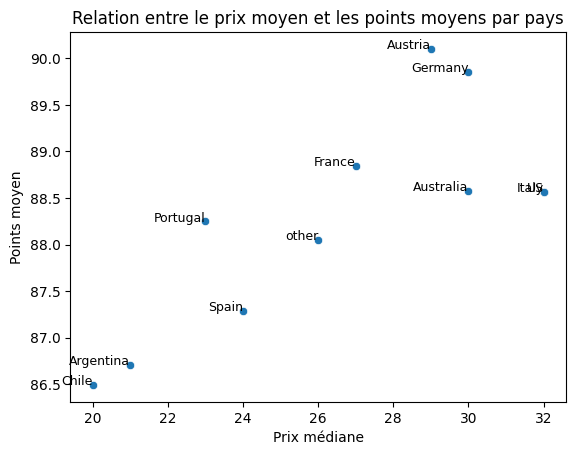 Relation entre le prix moyen et les points moyens par pays
Points moyen
90.0
89.5
89.0
88.5
88.0
87.5
87.0
86.5
Austria
Germany
France
Australia
Italy
US
Portugal
other
Spain
Argentina
Chile
20
22
24
26
28
30
32
Prix médiane